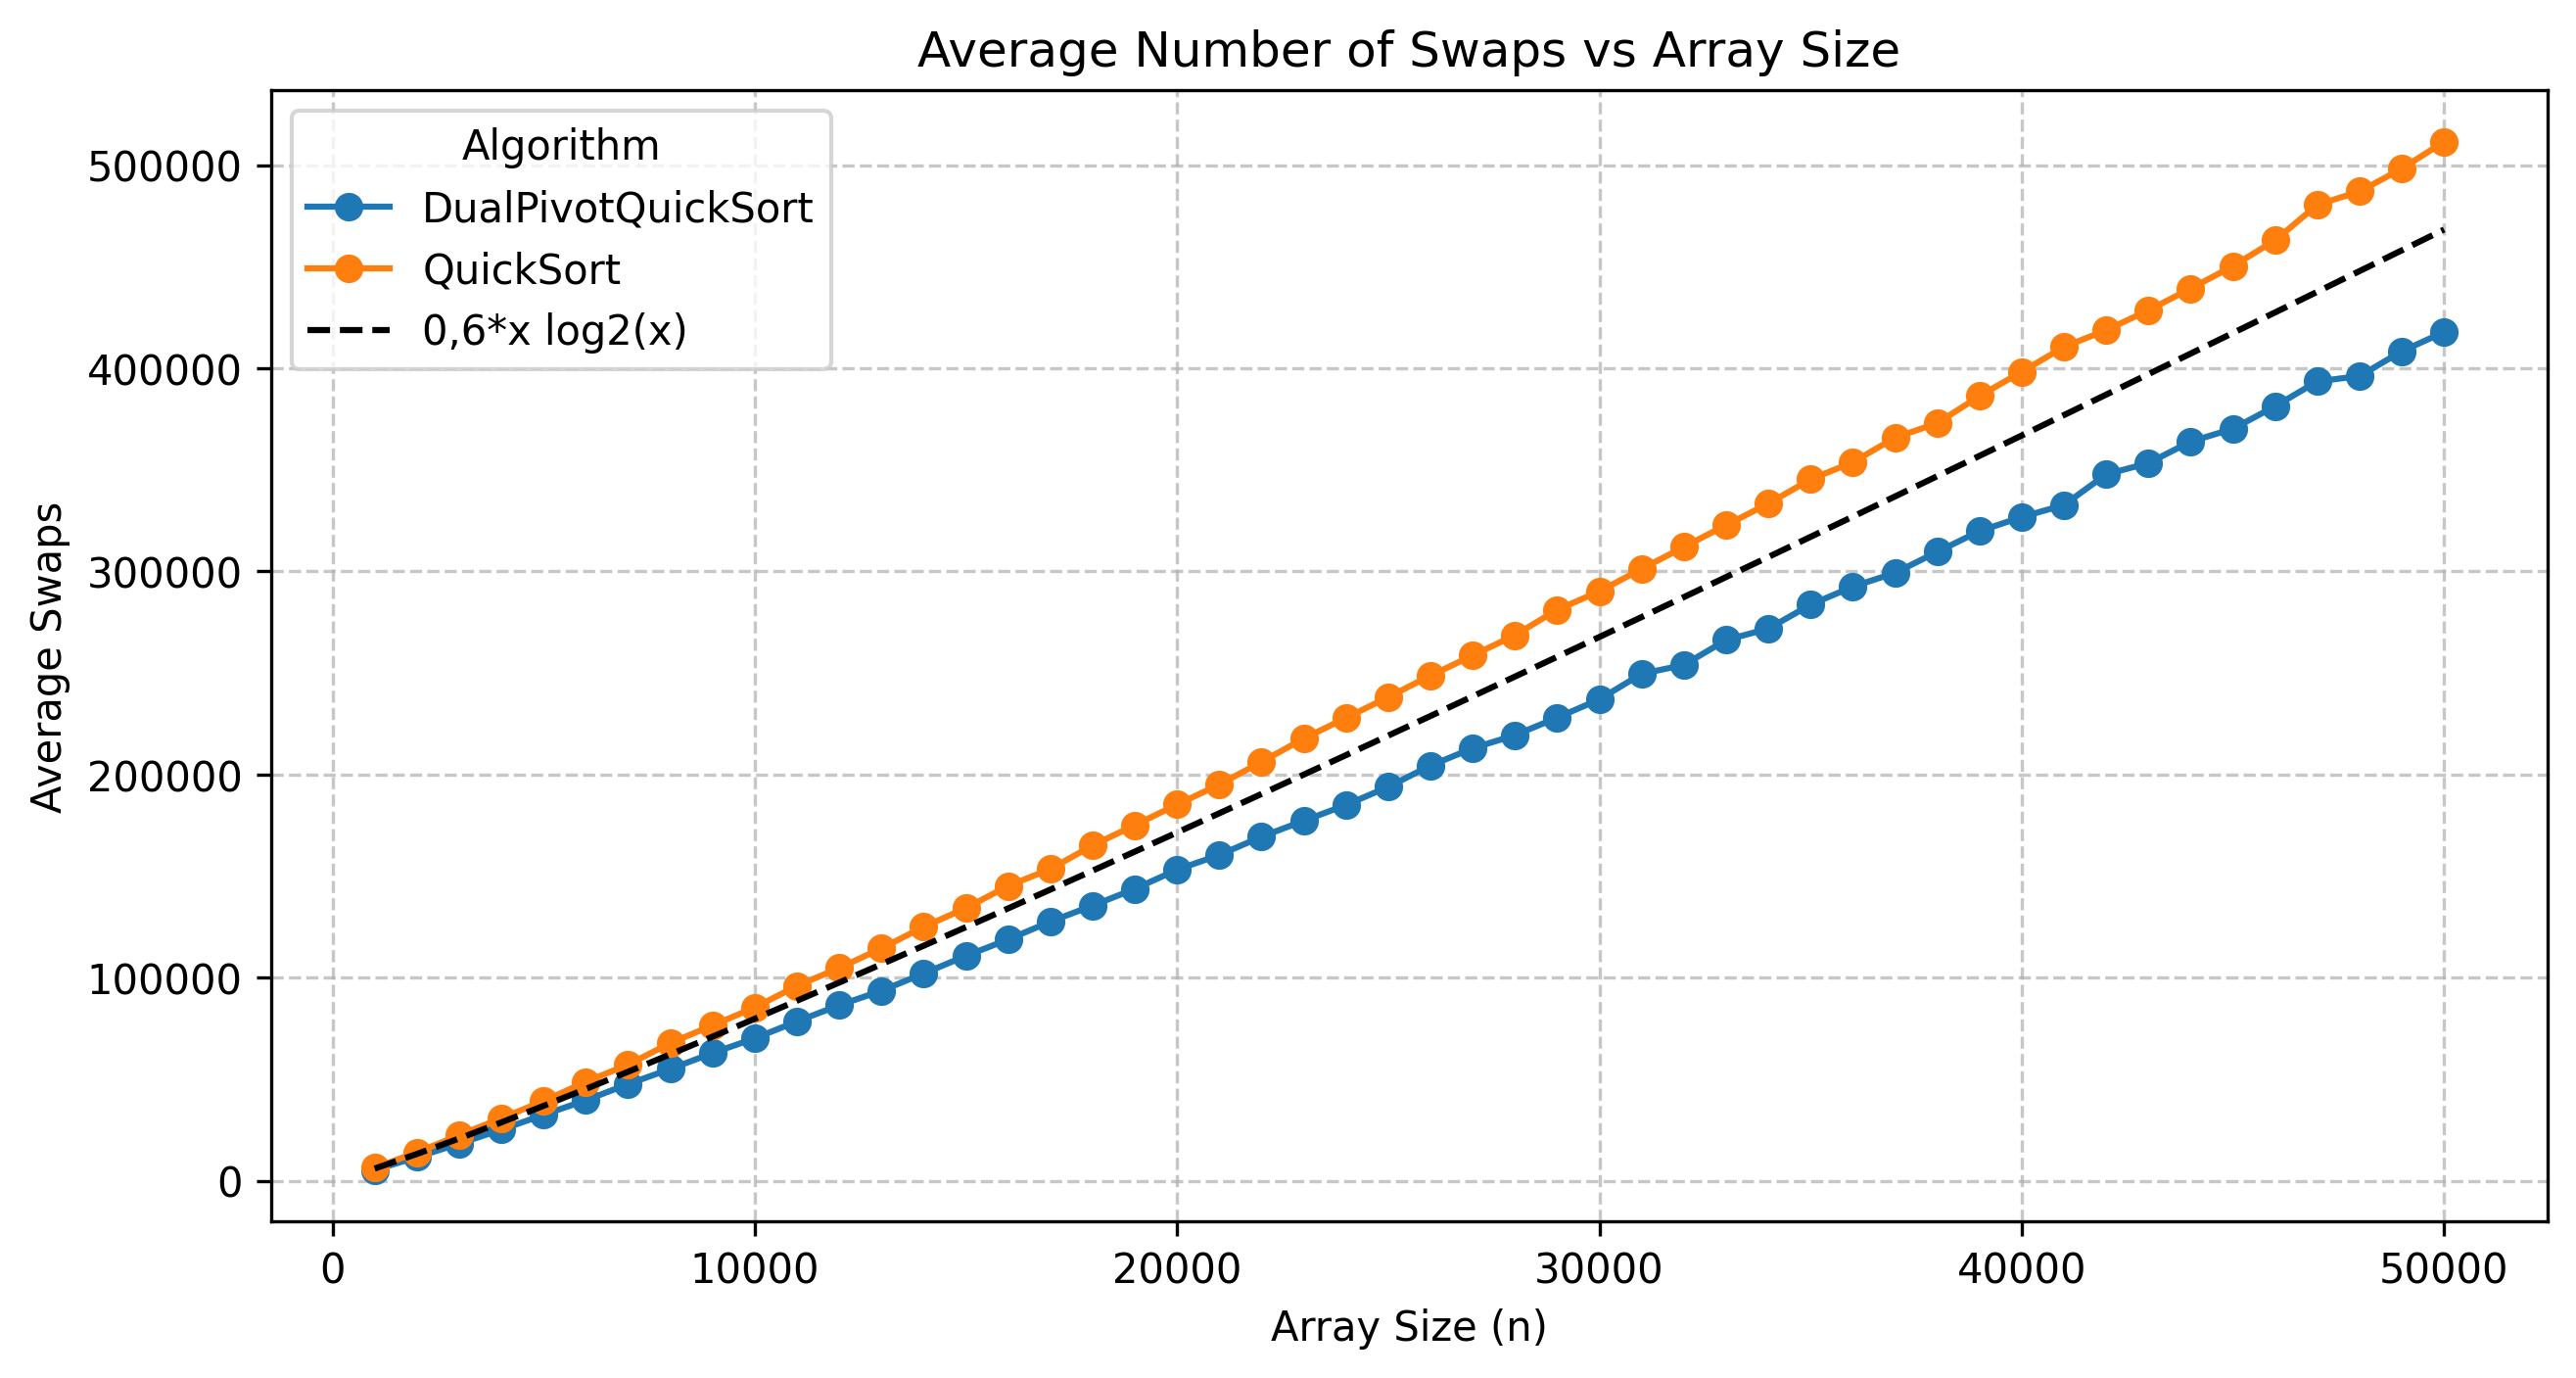 Average Number of Swaps vs Array Size
Algorithm
DualPivotQuickSort
QuickSort
0,6*x log2(x)
Average Swaps
500000
400000
300000
200000
100000
0
0 10000 20000 30000 40000 50000
Array Size (n)